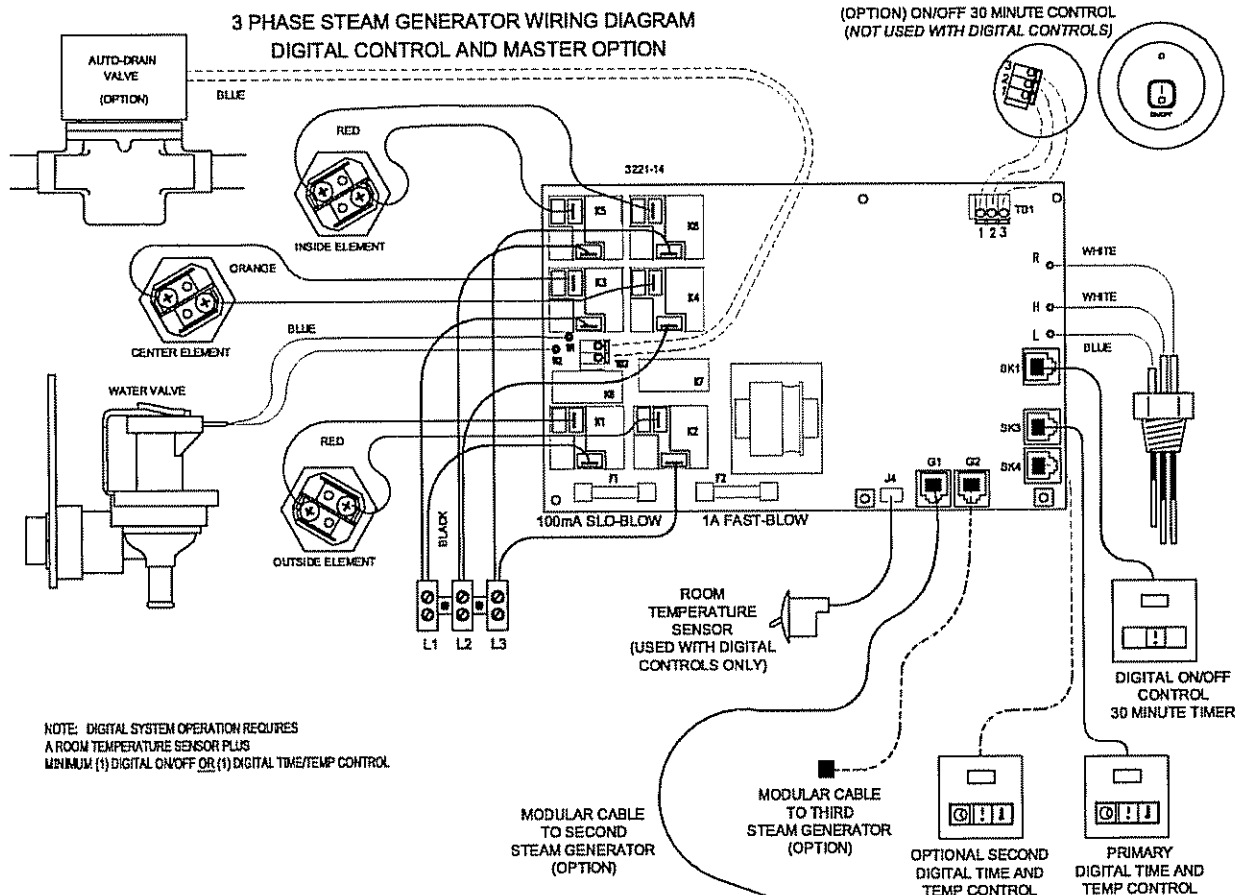 3 PHASE STEAM GENERATOR WIRING DIAGRAM
DIGITAL CONTROL AND MASTER OPTION
(OPTION) ON/OFF 30 MINUTE CONTROL
(NOT USED WITH DIGITAL CONTROLS)
AUTO-DRAIN
VALVE
(OPTION)
BLUE
3
2
1
ON/OFF
RED
INSIDE ELEMENT
3221-14
K5
K6
TB1
1 2 3
ORANGE
CENTER ELEMENT
K3
K4
R
WHITE
H
WHITE
L
BLUE
BLUE
WATER VALVE
K7
K8
SK1
RED
K1
K2
SK3
SK4
OUTSIDE ELEMENT
F1
F2
J4
G1
G2
100mA SLO-BLOW
1A FAST-BLOW
BLACK
L1
L2
L3
ROOM
TEMPERATURE
SENSOR
(USED WITH DIGITAL
CONTROLS ONLY)
DIGITAL ON/OFF
CONTROL
30 MINUTE TIMER
NOTE: DIGITAL SYSTEM OPERATION REQUIRES
A ROOM TEMPERATURE SENSOR PLUS
MINIMUM (1) DIGITAL ON/OFF OR (1) DIGITAL TIME/TEMP CONTROL
MODULAR CABLE
TO SECOND
STEAM GENERATOR
(OPTION)
MODULAR CABLE
TO THIRD
STEAM GENERATOR
(OPTION)
OPTIONAL SECOND
DIGITAL TIME AND
TEMP CONTROL
PRIMARY
DIGITAL TIME AND
TEMP CONTROL